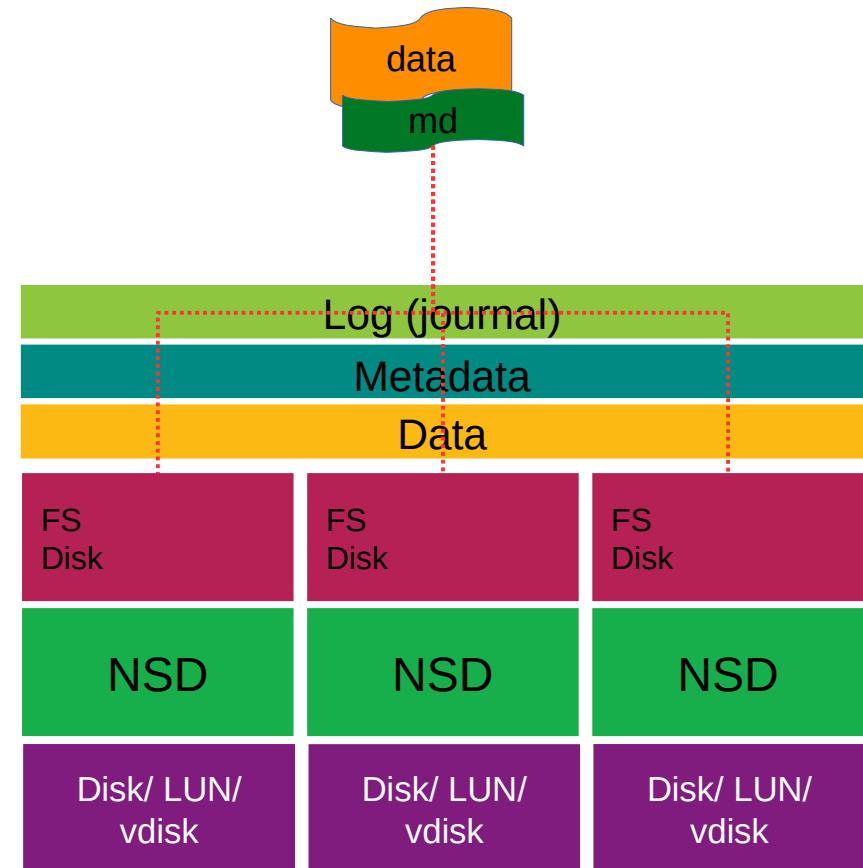 data
md
Log (journal)
Metadata
Data
FS
Disk
FS
Disk
FS
Disk
NSD
NSD
NSD
Disk/ LUN/
vdisk
Disk/ LUN/
vdisk
Disk/ LUN/
vdisk